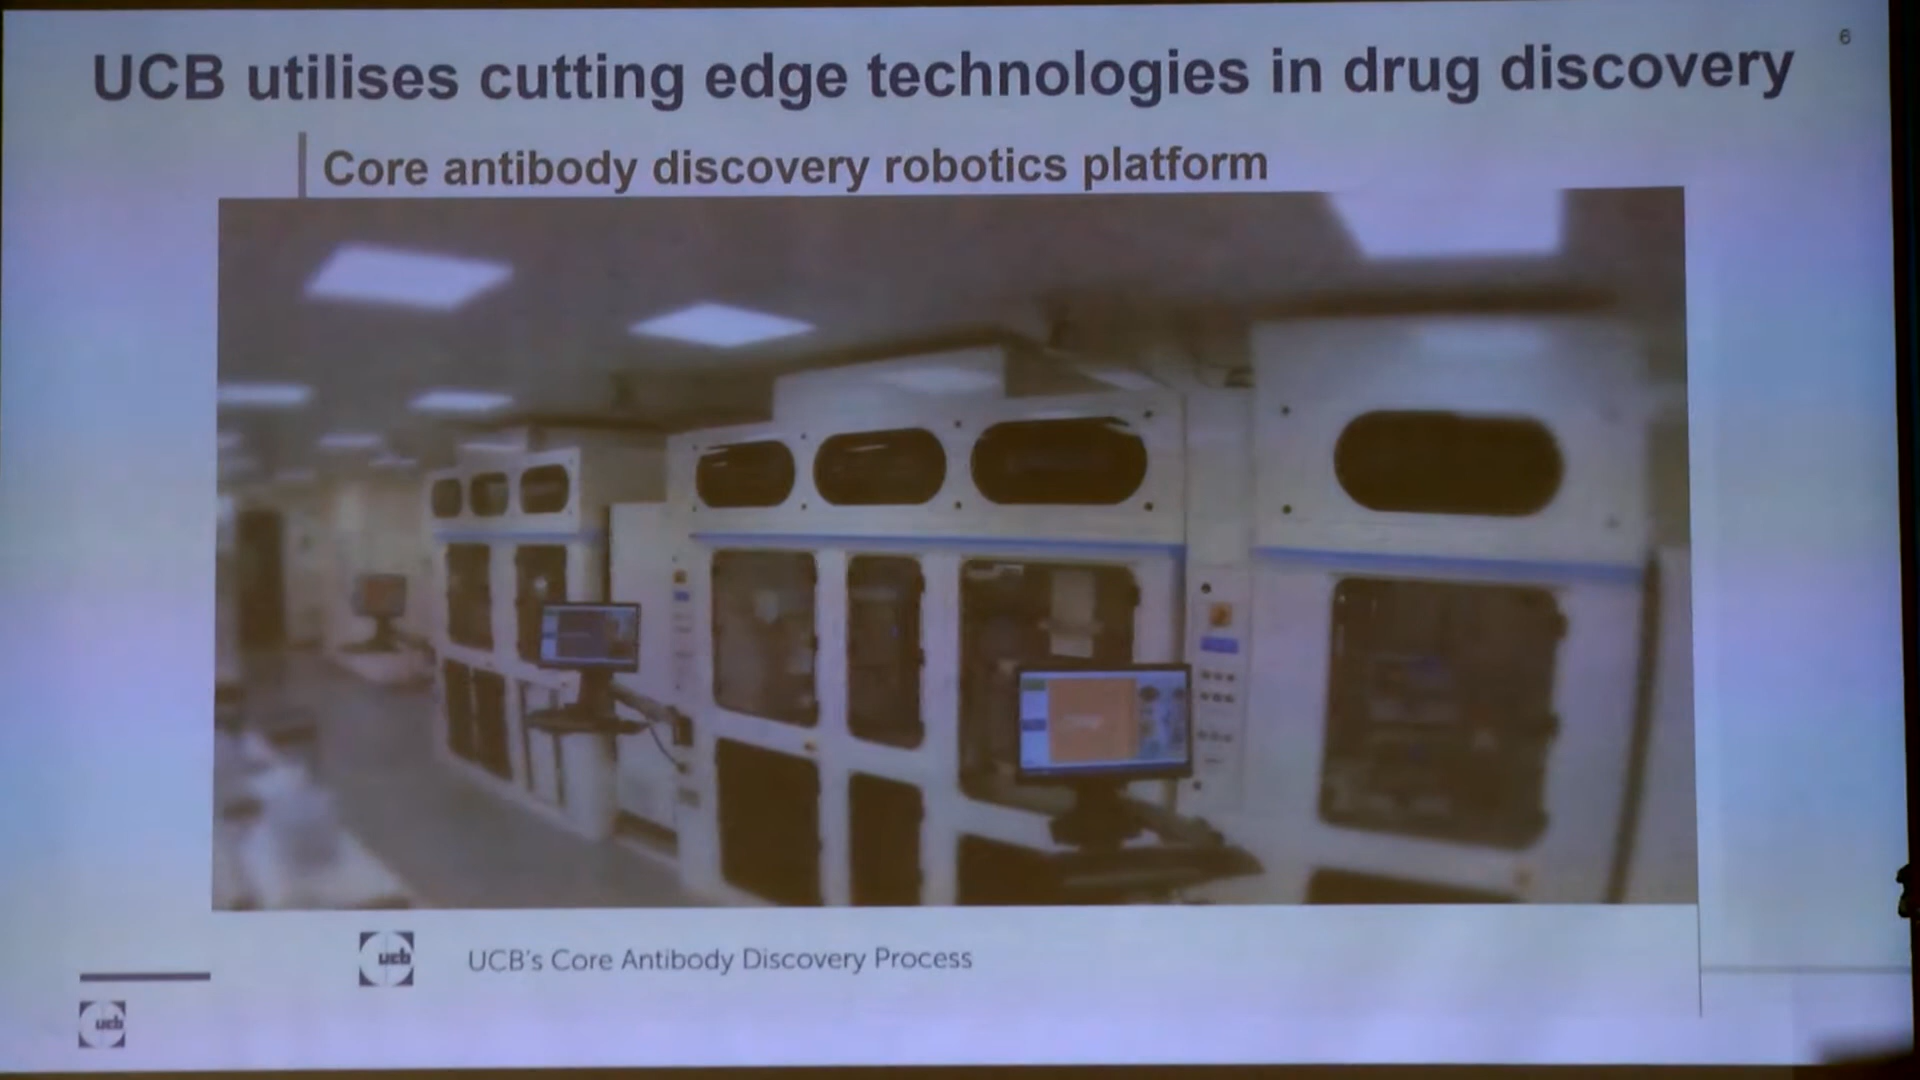 6
UCB utilises cutting edge technologies in drug discovery
Core antibody discovery robotics platform
ucb
UCB's Core Antibody Discovery Process
ucb